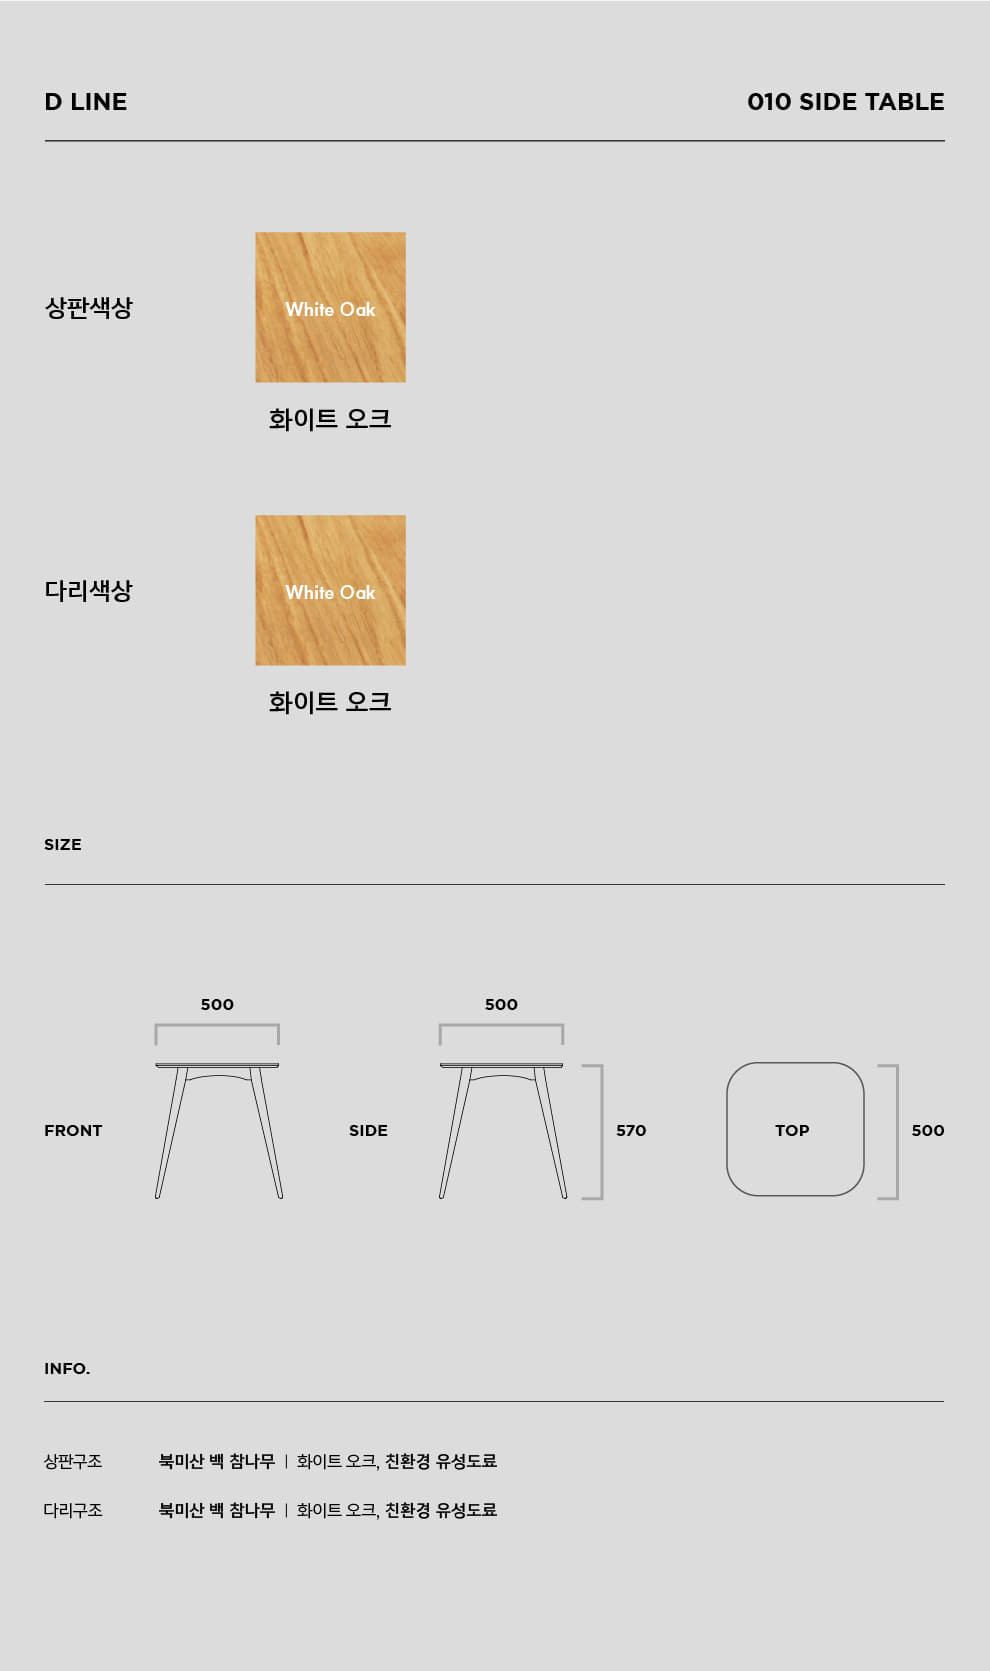 D LINE
010 SIDE TABLE
상판색상
White Oak
화이트 오크
다리색상
White Oak
화이트 오크
SIZE
500
500
FRONT
SIDE
570
TOP
500
INFO.
상판구조 북미산 백 참나무 | 화이트 오크, 친환경 유성도료
다리구조 북미산 백 참나무 | 화이트 오크, 친환경 유성도료